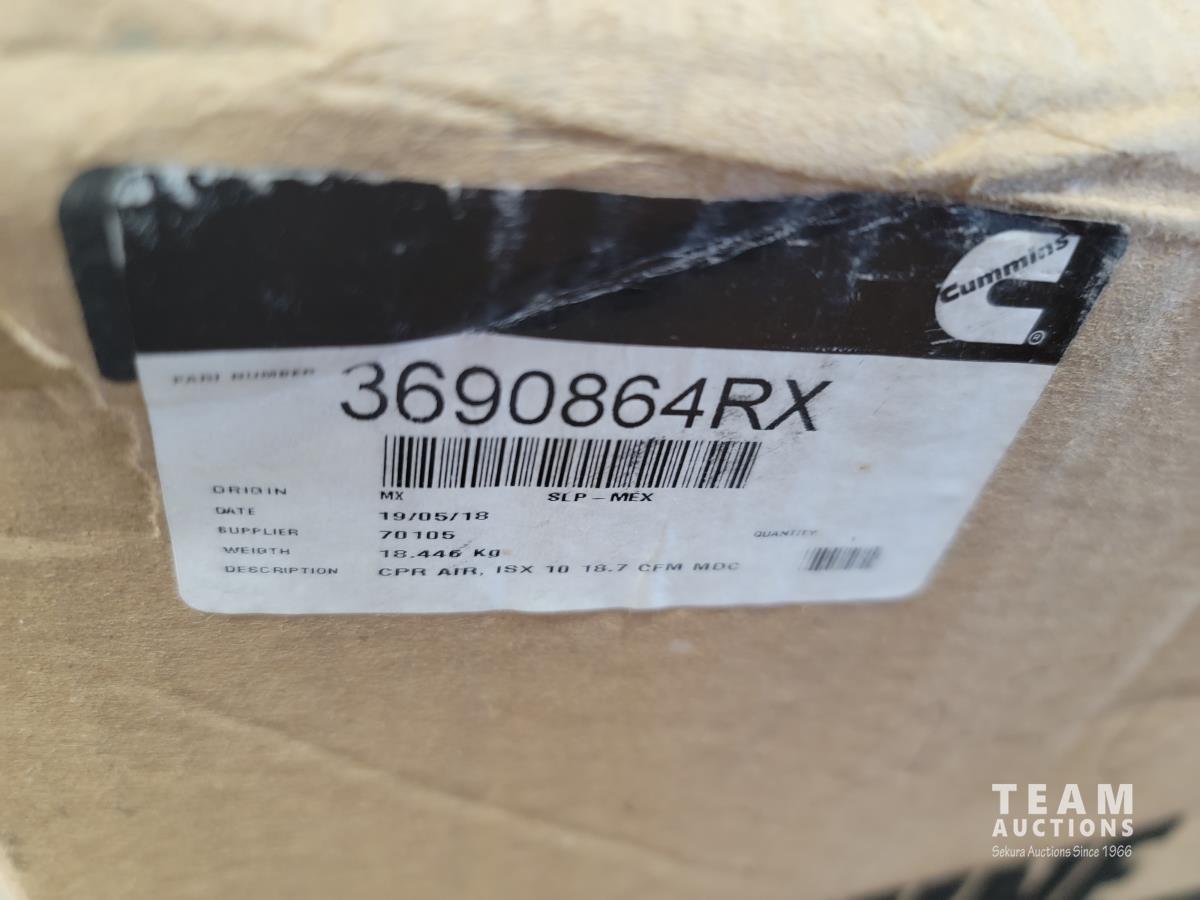 Cummins
PART NUMBER 3690864RX
ORIGIN MX SLP-MEX
DATE 19/05/18
SUPPLIER 70105
QUANTITY
WEIGTH 18.446 Kg
DESCRIPTION CPR AIR, ISX 10 18.7 CFM MDC
TEAM
AUCTIONS
Sekura Auctions Since 1966